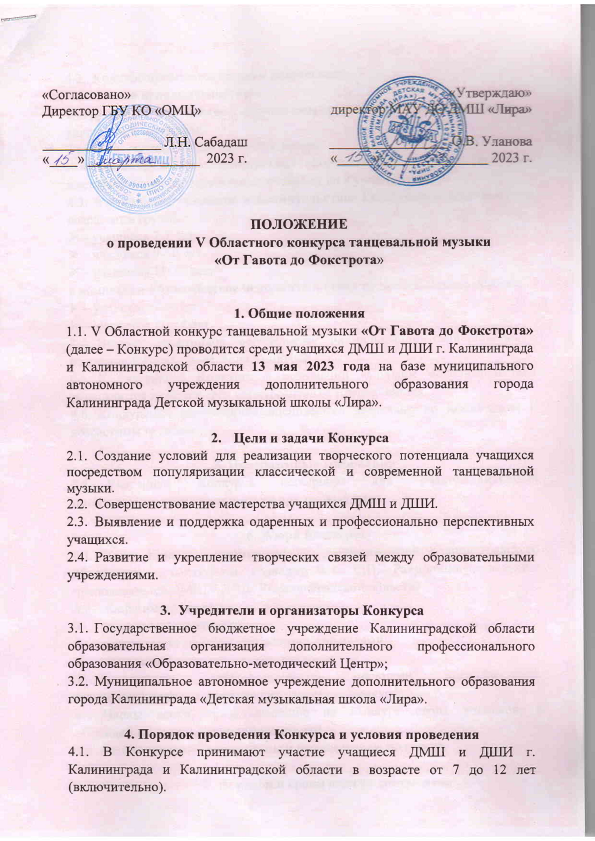 «Согласовано» «Утверждаю»
Директор ГБУ КО «ОМЦ» директор МАУ ДО ДМШ «Лира»
Л.Н. Сабадаш О.В. Уланова
« 15 » марта 2023 г. « 15 2023 г.
ПОЛОЖЕНИЕ
о проведении V Областного конкурса танцевальной музыки
«От Гавота до Фокстрота»
1. Общие положения
1.1. V Областной конкурс танцевальной музыки «От Гавота до Фокстрота»
(далее – Конкурс) проводится среди учащихся ДМШ и ДШИ г. Калининграда
и Калининградской области 13 мая 2023 года на базе муниципального
автономного учреждения дополнительного образования города
Калининграда Детской музыкальной школы «Лира».
2. Цели и задачи Конкурса
2.1. Создание условий для реализации творческого потенциала учащихся
посредством популяризации классической и современной танцевальной
музыки.
2.2. Совершенствование мастерства учащихся ДМШ и ДШИ.
2.3. Выявление и поддержка одаренных и профессионально перспективных
учащихся.
2.4. Развитие и укрепление творческих связей между образовательными
учреждениями.
3. Учредители и организаторы Конкурса
3.1. Государственное бюджетное учреждение Калининградской области
образовательная организация дополнительного профессионального
образования «Образовательно-методический Центр»;
3.2. Муниципальное автономное учреждение дополнительного образования
города Калининграда «Детская музыкальная школа «Лира».
4. Порядок проведения Конкурса и условия проведения
4.1. В Конкурсе принимают участие учащиеся ДМШ и ДШИ г.
Калининграда и Калининградской области в возрасте от 7 до 12 лет
(включительно).